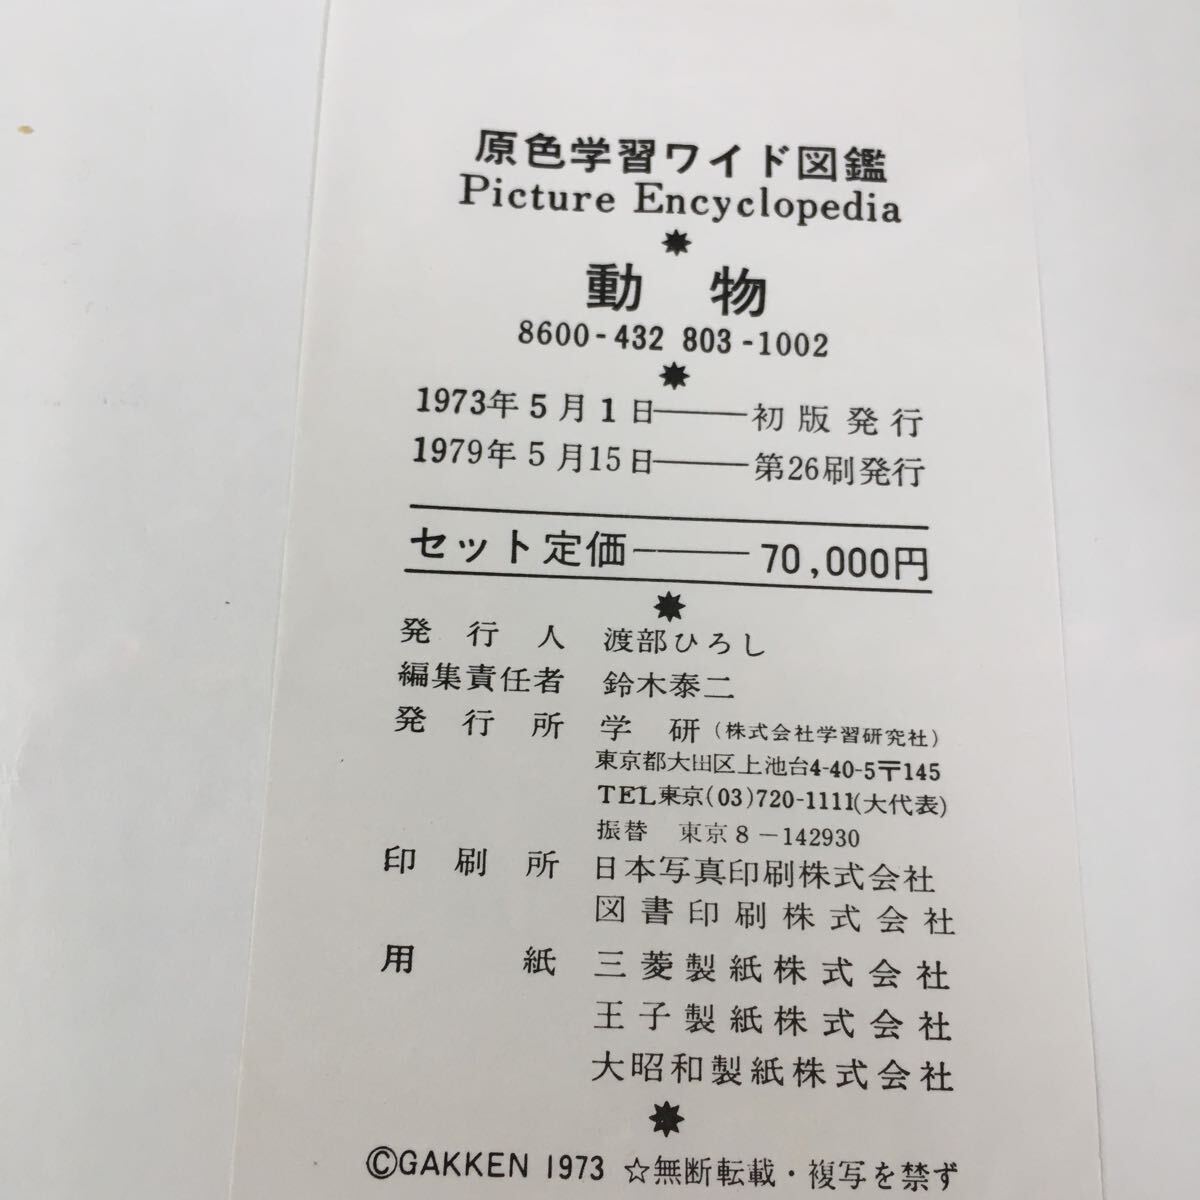 原色学習ワイド図鑑
Picture Encyclopedia
動 物
8600-432 803-1002
1973年5月1日――初版発行
1979年5月15日――第26刷発行
セット定価――70,000円
発行人 渡部ひろし
編集責任者 鈴木泰二
発行所 学研(株式会社学習研究社)
東京都大田区上池台4-40-5〒145
TEL東京(03)720-1111(大代表)
振替 東京8-142930
印刷所 日本写真印刷株式会社
図書印刷株式会社
用紙 三菱製紙株式会社
王子製紙株式会社
大昭和製紙株式会社
©GAKKEN 1973 ☆無断転載・複写を禁ず